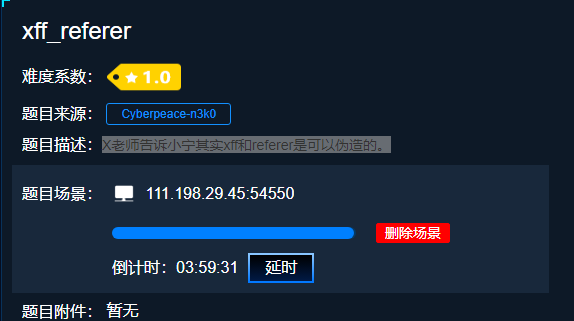 xff_referer
难度系数： 1.0
题目来源： Cyberpeace-n3k0
题目描述：X老师告诉小宁其实xff和referer是可以伪造的。
题目场景： 111.198.29.45:54550
删除场景
倒计时：03:59:31 延时
题目附件： 暂无